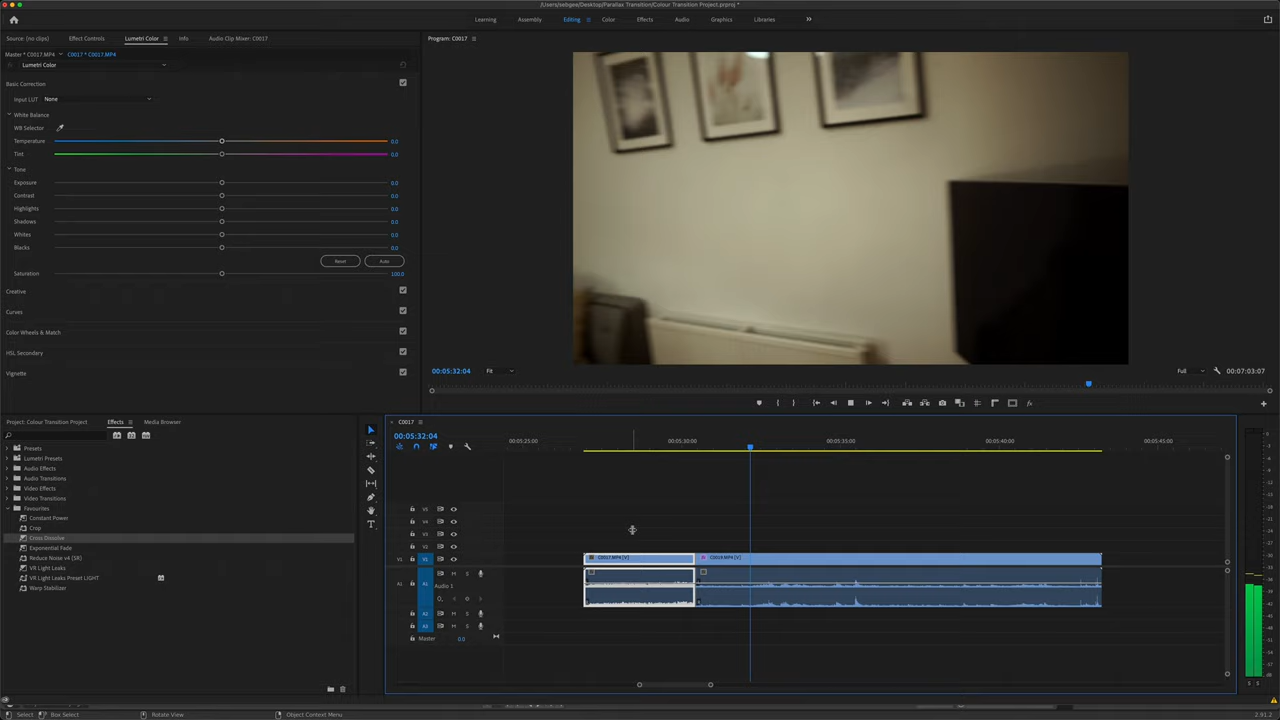 /Users/sebgee/Desktop/Parallax Transition/Colour Transition Project.prproj *
Learning Assembly Editing Color Effects Audio Graphics Libraries
Source: (no clips) Effect Controls Lumetri Color Info Audio Clip Mixer: C0017
Master * C0017.MP4 C0017 * C0017.MP4
Lumetri Color
Basic Correction
Input LUT None
White Balance
WB Selector
Temperature 0.0
Tint 0.0
Tone
Exposure 0.0
Contrast 0.0
Highlights 0.0
Shadows 0.0
Whites 0.0
Blacks 0.0
Reset Auto
Saturation 100.0
Creative
Curves
Color Wheels & Match
HSL Secondary
Vignette
Program: C0017
00:05:32:04 Fit Full 00:07:03:07
Project: Colour Transition Project Effects Media Browser
Presets
Lumetri Presets
Audio Effects
Audio Transitions
Video Effects
Video Transitions
Favourites
Constant Power
Crop
Cross Dissolve
Exponential Fade
Reduce Noise v4 (SR)
VR Light Leaks
VR Light Leaks Preset LIGHT
Warp Stabilizer
C0017
00:05:32:04
00:05:25:00 00:05:30:00 00:05:35:00 00:05:40:00 00:05:45:00
V5
V4
V3
V2
V1 V1 C0017.MP4 [V] C0019.MP4 [V]
A1 A1 M S
Audio 1
A2 M S
A3 M S
Master 0.0
0
S S
Select Box Select Rotate View Object Context Menu 2.91.2